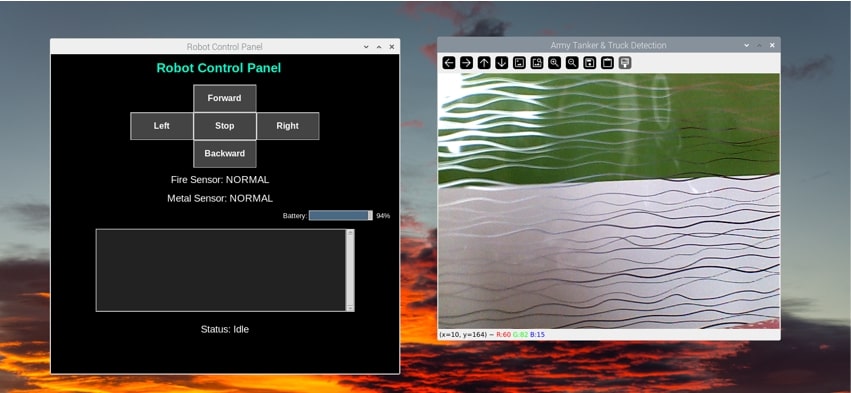 Robot Control Panel
Robot Control Panel
Forward
Left Stop Right
Backward
Fire Sensor: NORMAL
Metal Sensor: NORMAL
Battery: 94%
Status: Idle
Army Tanker & Truck Detection
(x=10, y=164) ~ R:60 G:82 B:15